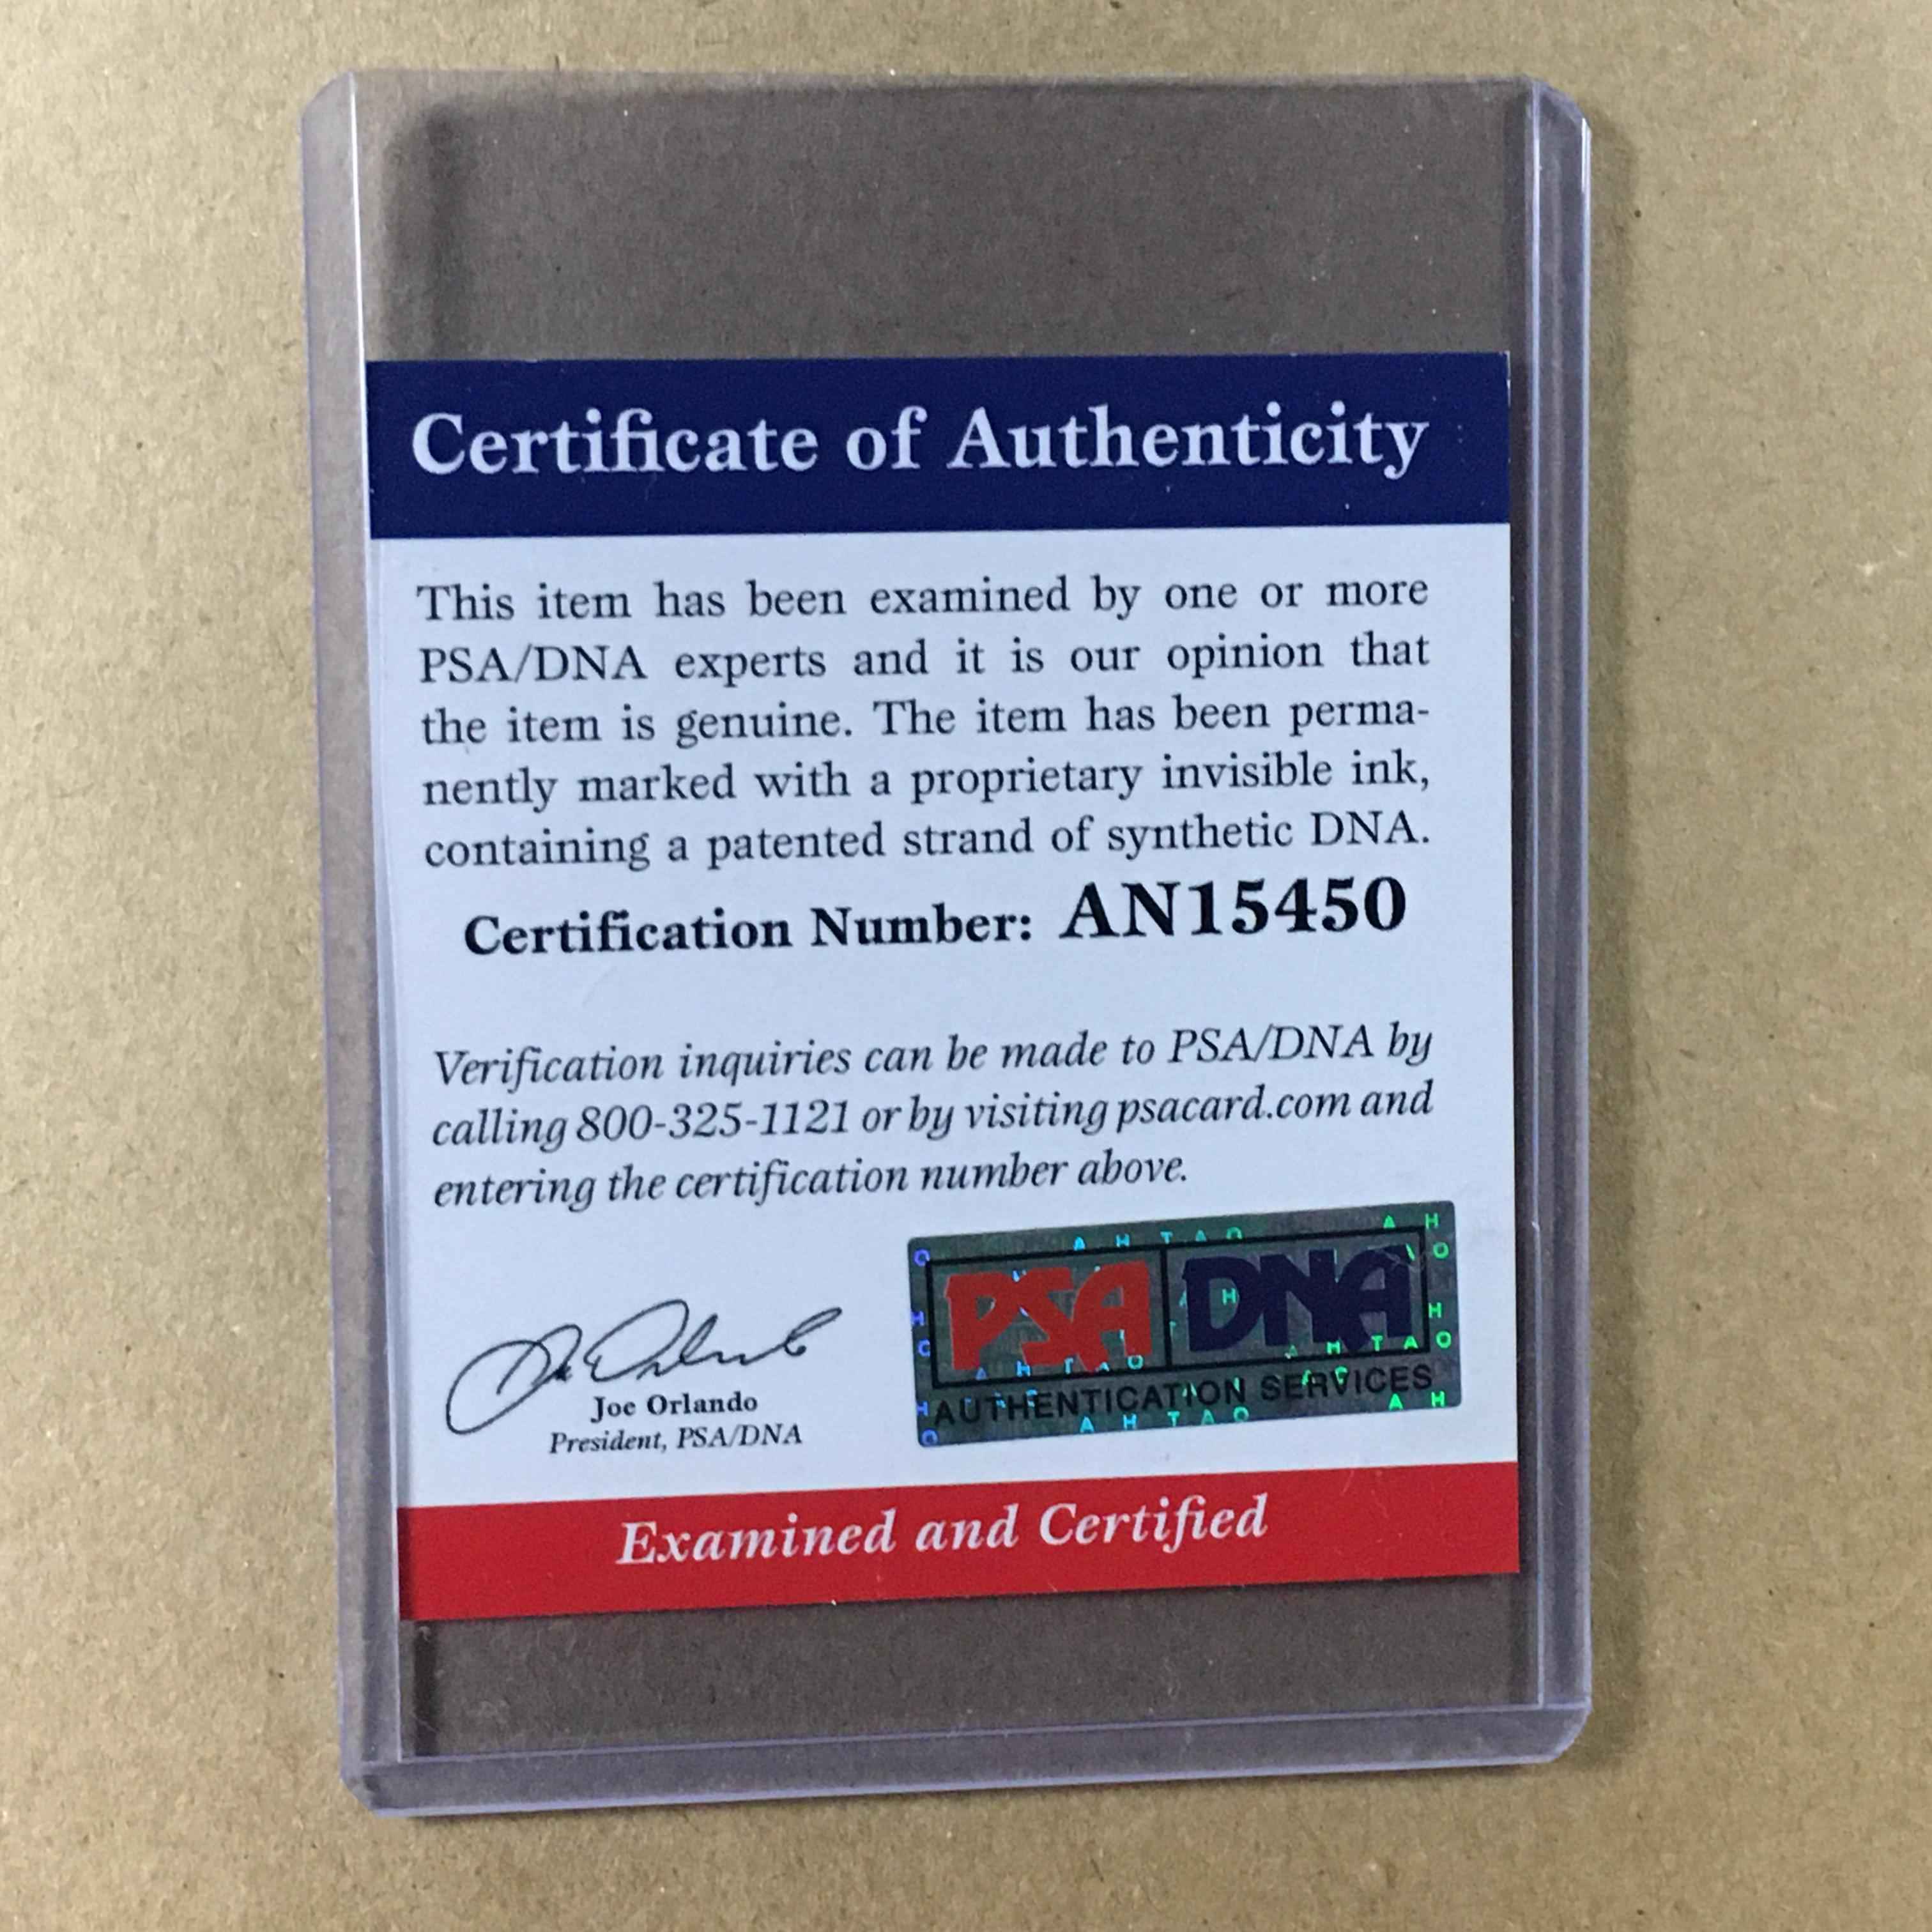 Certificate of Authenticity
This item has been examined by one or more
PSA/DNA experts and it is our opinion that
the item is genuine. The item has been perma-
nently marked with a proprietary invisible ink,
containing a patented strand of synthetic DNA.
Certification Number: AN15450
Verification inquiries can be made to PSA/DNA by
calling 800-325-1121 or by visiting psacard.com and
entering the certification number above.
Joe Orlando
President, PSA/DNA
PSA DNA
AUTHENTICATION SERVICES
Examined and Certified